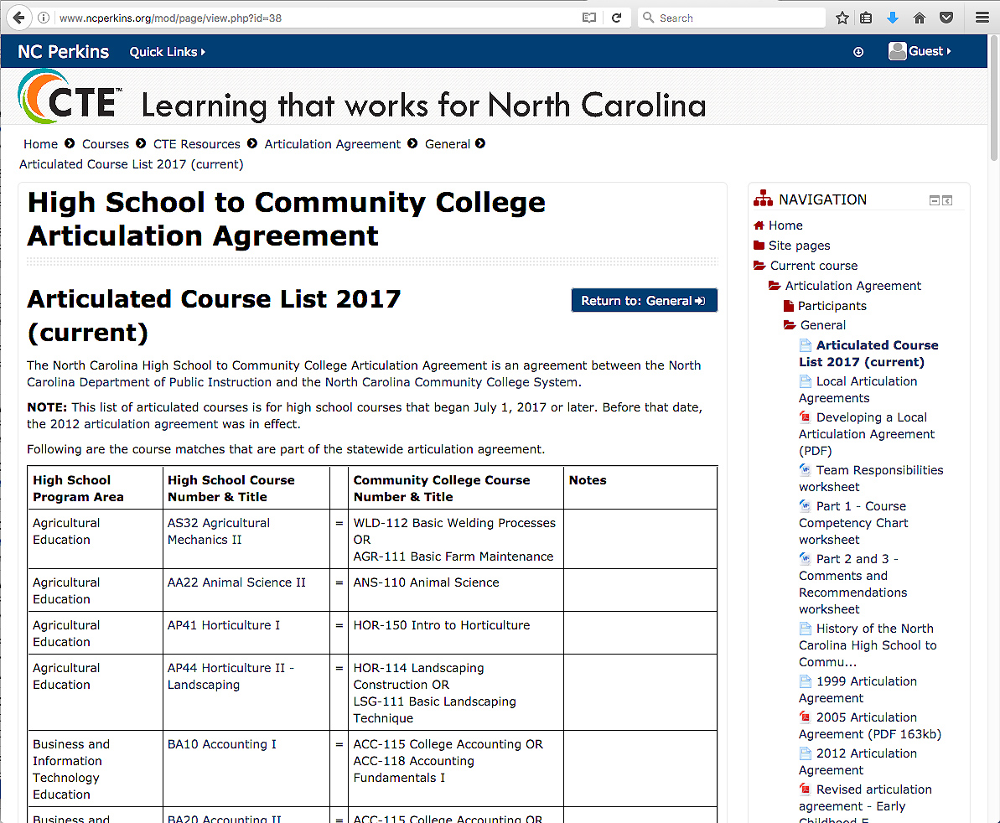 www.ncperkins.org/mod/page/view.php?id=38
Search
NC Perkins
Quick Links
Guest
CTE™
Learning that works for North Carolina
Home
Courses
CTE Resources
Articulation Agreement
General
Articulated Course List 2017 (current)
High School to Community College
Articulation Agreement
Articulated Course List 2017
(current)
Return to: General
The North Carolina High School to Community College Articulation Agreement is an agreement between the North
Carolina Department of Public Instruction and the North Carolina Community College System.
NOTE: This list of articulated courses is for high school courses that began July 1, 2017 or later. Before that date,
the 2012 articulation agreement was in effect.
Following are the course matches that are part of the statewide articulation agreement.
High School
Program Area
High School Course
Number & Title
Community College Course
Number & Title
Notes
Agricultural
Education
AS32 Agricultural
Mechanics II
=
WLD-112 Basic Welding Processes
OR
AGR-111 Basic Farm Maintenance
Agricultural
Education
AA22 Animal Science II
=
ANS-110 Animal Science
Agricultural
Education
AP41 Horticulture I
=
HOR-150 Intro to Horticulture
Agricultural
Education
AP44 Horticulture II -
Landscaping
=
HOR-114 Landscaping
Construction OR
LSG-111 Basic Landscaping
Technique
Business and
Information
Technology
Education
BA10 Accounting I
=
ACC-115 College Accounting OR
ACC-118 Accounting
Fundamentals I
Business and
BA20 Accounting II
=
ACC-115 College Accounting OR
NAVIGATION
Home
Site pages
Current course
Articulation Agreement
Participants
General
Articulated Course
List 2017 (current)
Local Articulation
Agreements
Developing a Local
Articulation Agreement
(PDF)
Team Responsibilities
worksheet
Part 1 - Course
Competency Chart
worksheet
Part 2 and 3 -
Comments and
Recommendations
worksheet
History of the North
Carolina High School to
Commu...
1999 Articulation
Agreement
2005 Articulation
Agreement (PDF 163kb)
2012 Articulation
Agreement
Revised articulation
agreement - Early
Childhood E